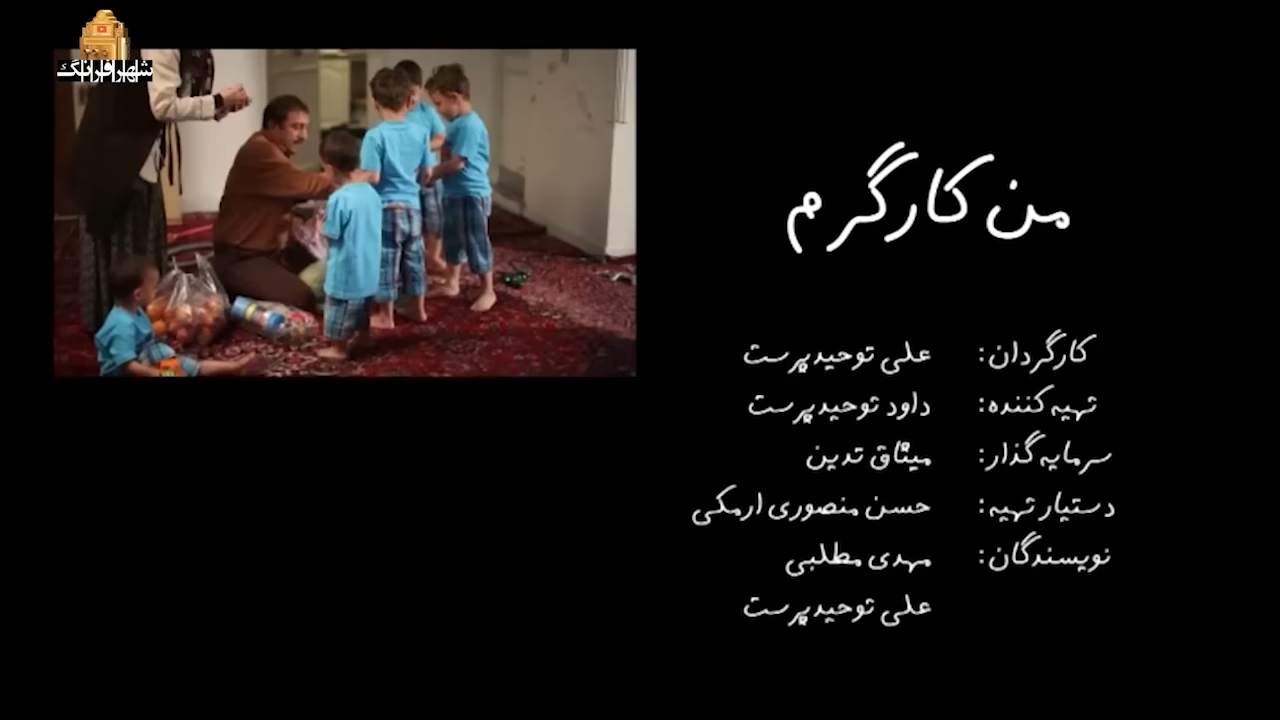 شهر فرنگ
من کارگرم
کارگردان: علی توحیدپرست
تهیه کننده: داود توحیدپرست
سرمایه گذار: میثاق تدین
دستیار تهیه: حسن منصوری ارمکی
نویسندگان: مهدی مطلبی
علی توحیدپرست